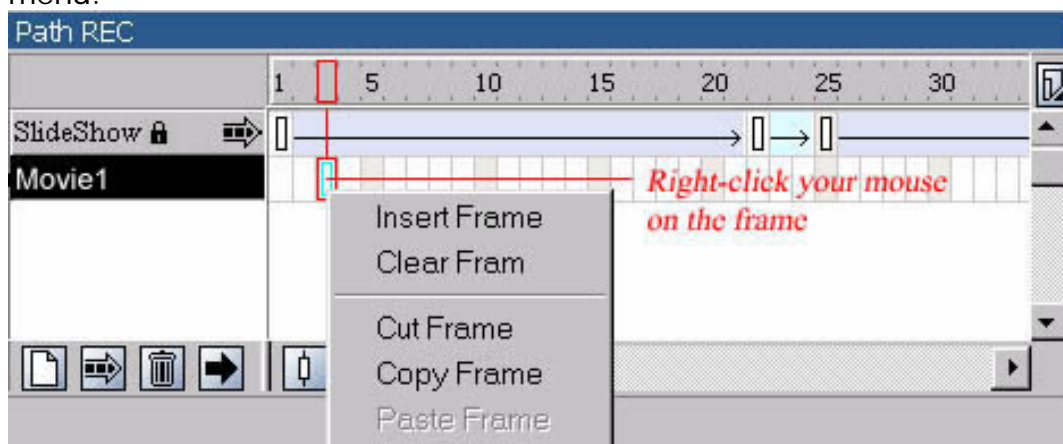 menu.
Path REC
1 5 10 15 20 25 30
SlideShow
Movie1
Right-click your mouse
on the frame
Insert Frame
Clear Fram
Cut Frame
Copy Frame
Paste Frame